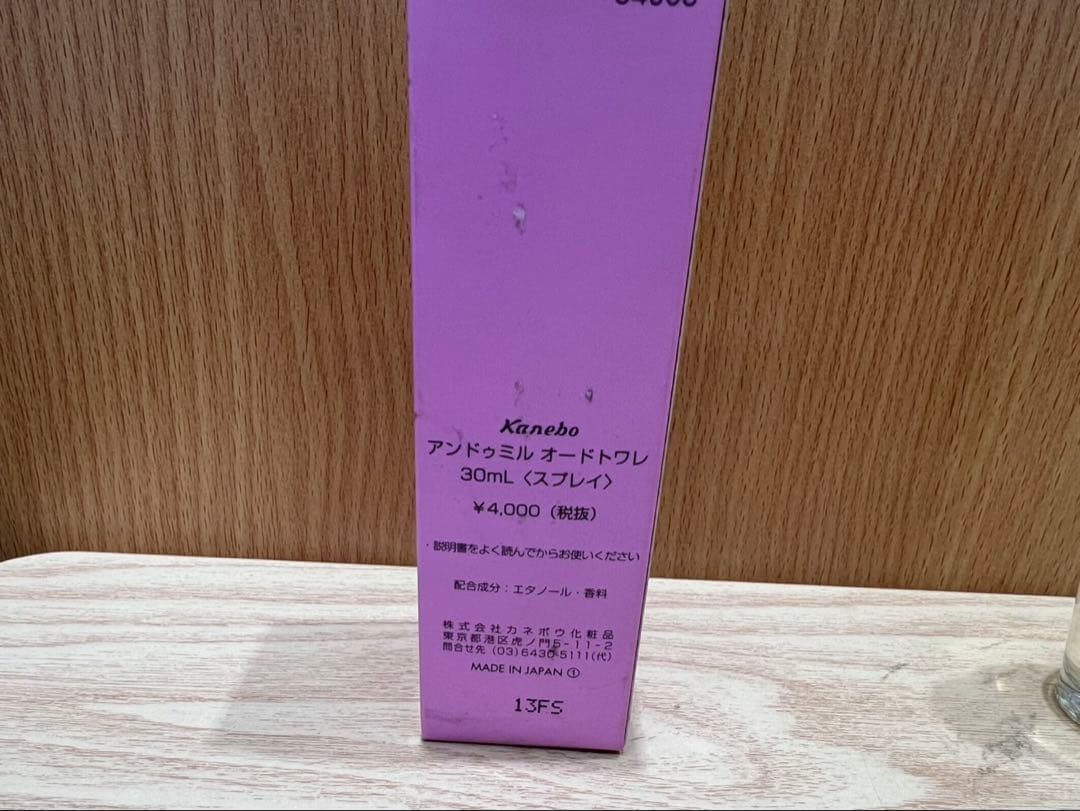 Kanebo
アンドゥミル オードトワレ
30mL〈スプレイ〉
¥4,000（税抜）
・説明書をよく読んでからお使いください
配合成分：エタノール・香料
株式会社カネボウ化粧品
東京都港区虎ノ門5-11-2
問合せ先 (03)6430-5111(代)
MADE IN JAPAN ①
13FS